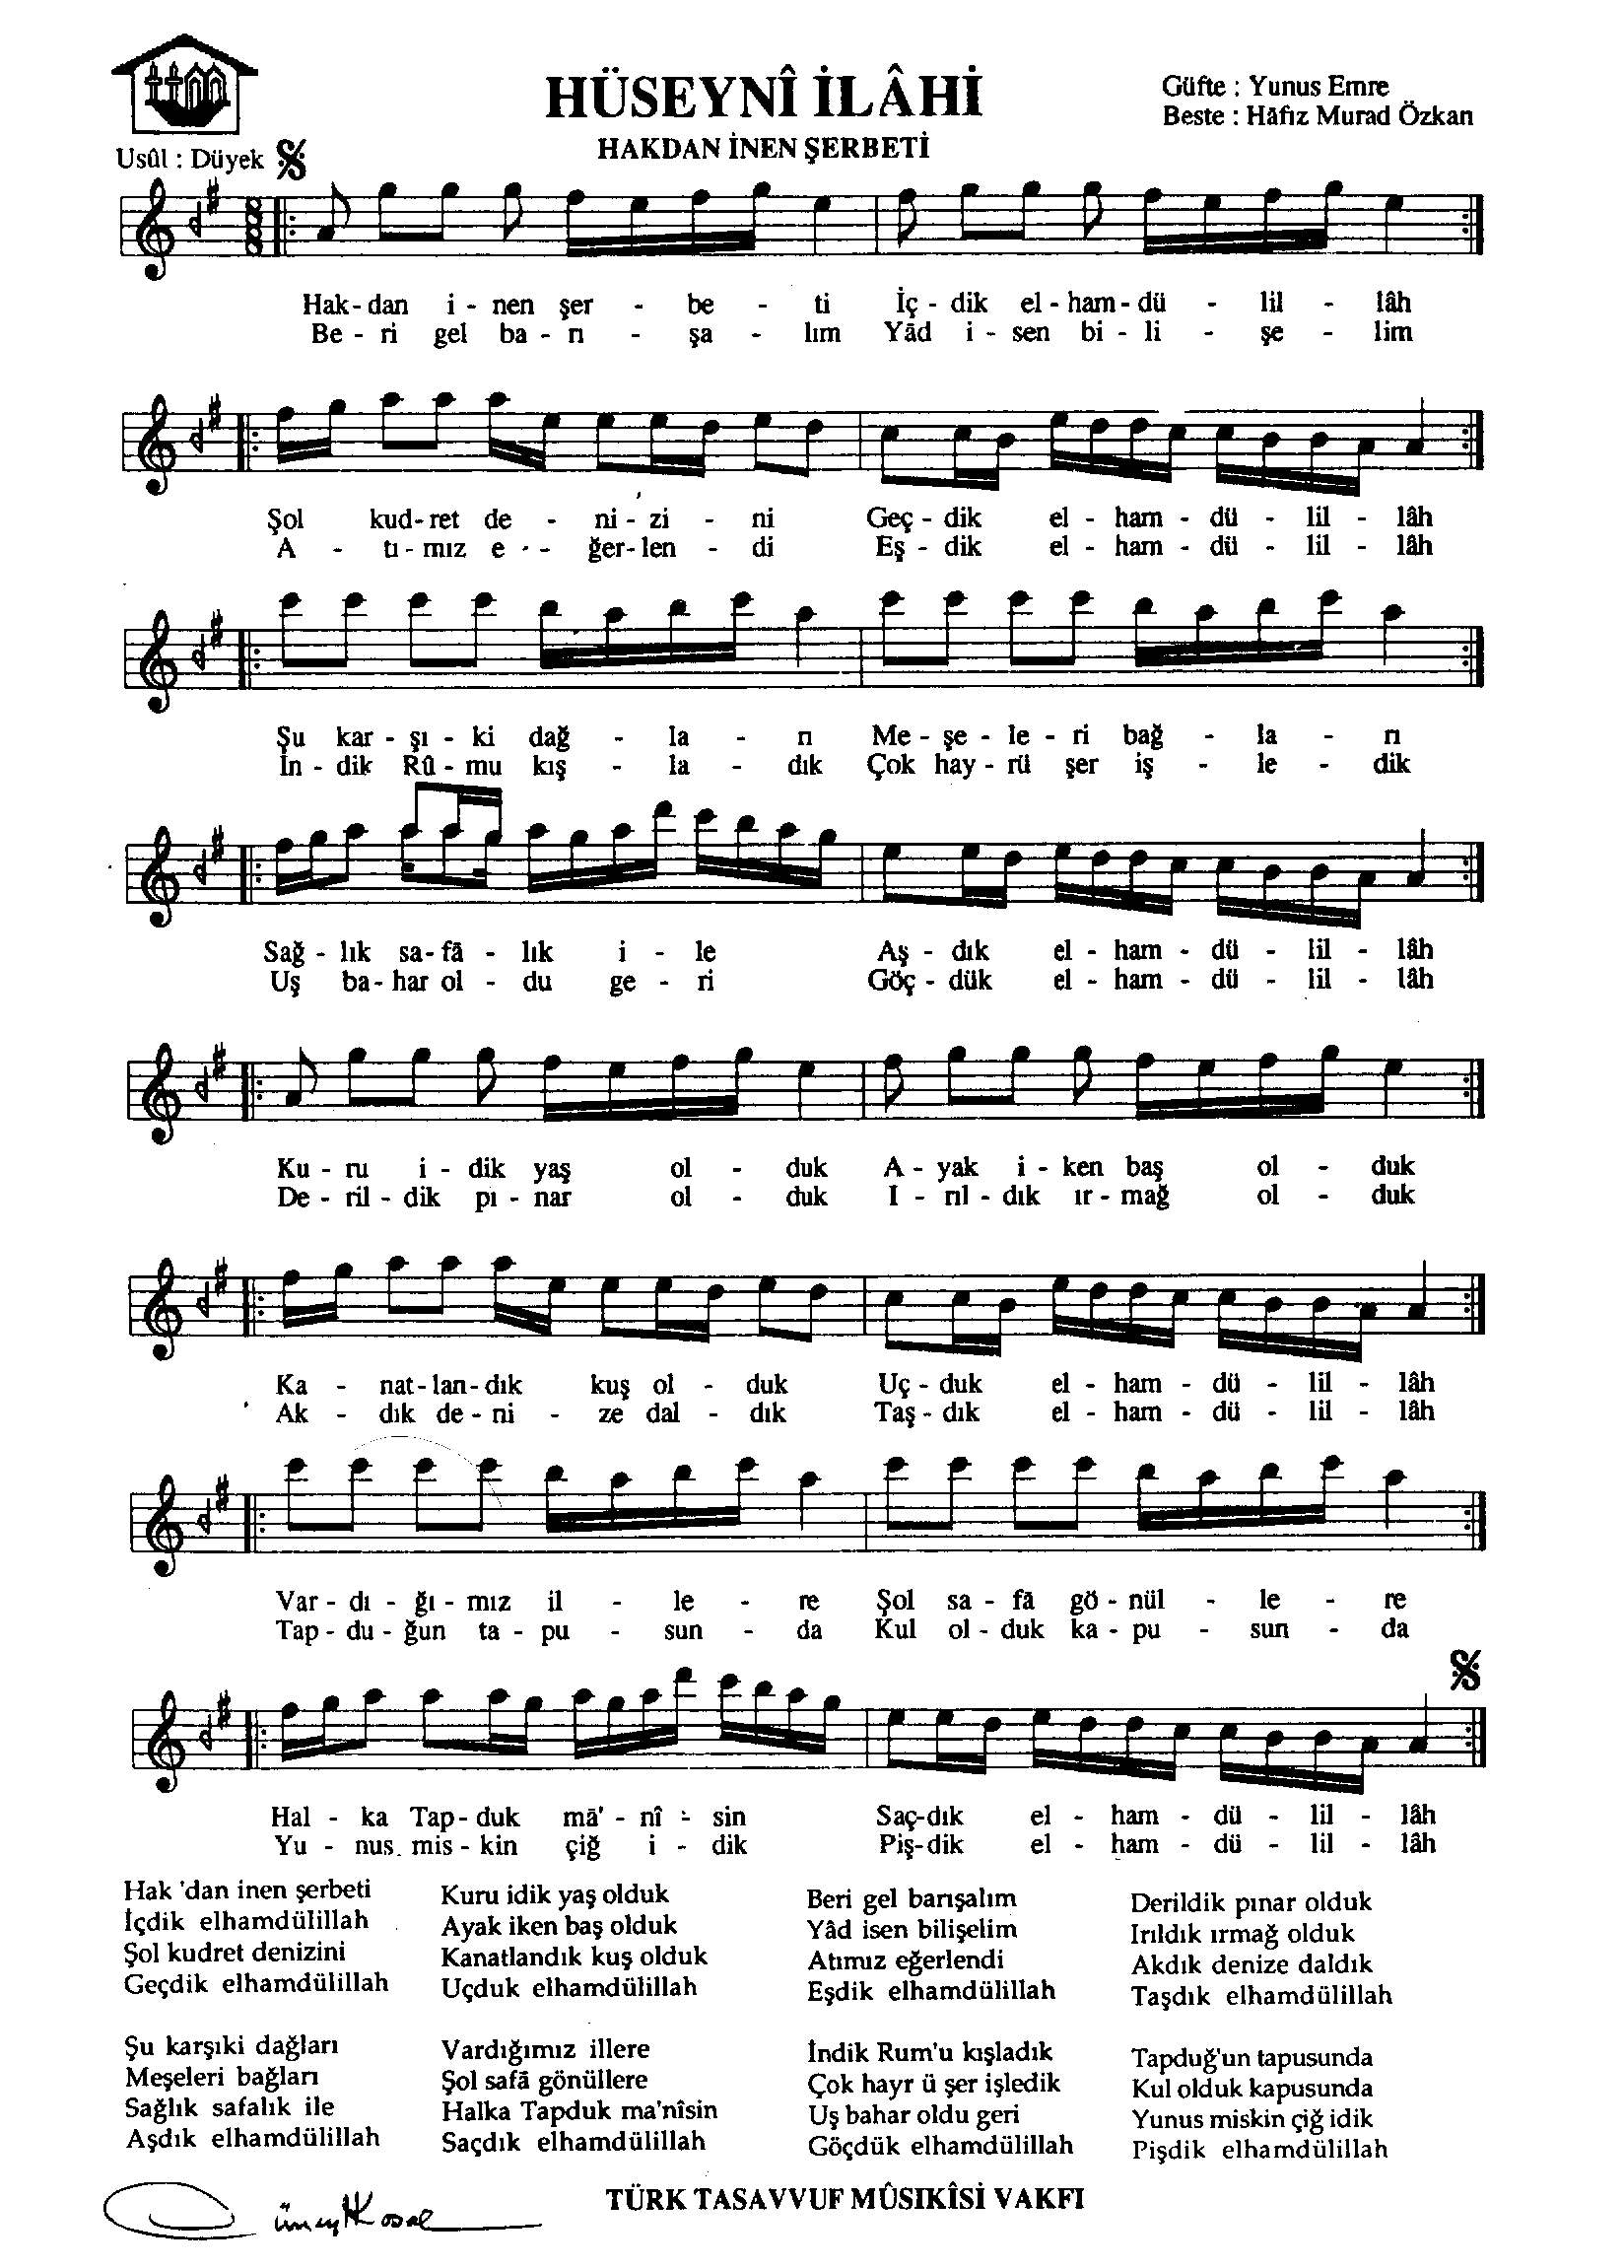 HÜSEYNÎ İLÂHİ
HAKDAN İNEN ŞERBETİ
Güfte : Yunus Emre
Beste : Hāfız Murad Özkan
Usûl : Düyek
Hak - dan i - nen şer - be - ti İç - dik el - ham - dü - lil - lâh
Be - ri gel ba - rı - şa - lım Yād i - sen bi - li - şe - lim
Şol kud - ret de - ni - zi - ni Geç - dik el - ham - dü - lil - lâh
A - tı - mız e - ğer - len - di Eş - dik el - ham - dü - lil - lâh
Şu kar - şı - ki dağ - la - rı Me - şe - le - ri bağ - la - rı
İn - dik Rû - mu kış - la - dık Çok hay - rü şer iş - le - dik
Sağ - lık sa - fā - lık i - le Aş - dık el - ham - dü - lil - lâh
Uş ba - har ol - du ge - ri Göç - dük el - ham - dü - lil - lâh
Ku - ru i - dik yaş ol - duk A - yak i - ken baş ol - duk
De - ril - dik pı - nar ol - duk I - rıl - dık ır - mağ ol - duk
Ka - nat - lan - dık kuş ol - duk Uç - duk el - ham - dü - lil - lâh
Ak - dık de - ni - ze dal - dık Taş - dık el - ham - dü - lil - lâh
Var - dı - ğı - mız il - le - re Şol sa - fā gö - nül - le - re
Tap - du - ğun ta - pu - sun - da Kul ol - duk ka - pu - sun - da
Hal - ka Tap - duk mā' - nî - sin Saç - dık el - ham - dü - lil - lâh
Yu - nus mis - kin çiğ i - dik Piş - dik el - ham - dü - lil - lâh
Hak 'dan inen şerbeti
İçdik elhamdülillah
Şol kudret denizini
Geçdik elhamdülillah
Şu karşıki dağları
Meşeleri bağları
Sağlık safalık ile
Aşdık elhamdülillah
Kuru idik yaş olduk
Ayak iken baş olduk
Kanatlandık kuş olduk
Uçduk elhamdülillah
Vardığımız illere
Şol safā gönüllere
Halka Tapduk ma'nîsin
Saçdık elhamdülillah
Beri gel barışalım
Yâd isen bilişelim
Atımız eğerlendi
Eşdik elhamdülillah
İndik Rum'u kışladık
Çok hayr ü şer işledik
Uş bahar oldu geri
Göçdük elhamdülillah
Derildik pınar olduk
Irıldık ırmağ olduk
Akdık denize daldık
Taşdık elhamdülillah
Tapduğ'un tapusunda
Kul olduk kapusunda
Yunus miskin çiğ idik
Pişdik elhamdülillah
TÜRK TASAVVUF MÛSIKÎSİ VAKFI